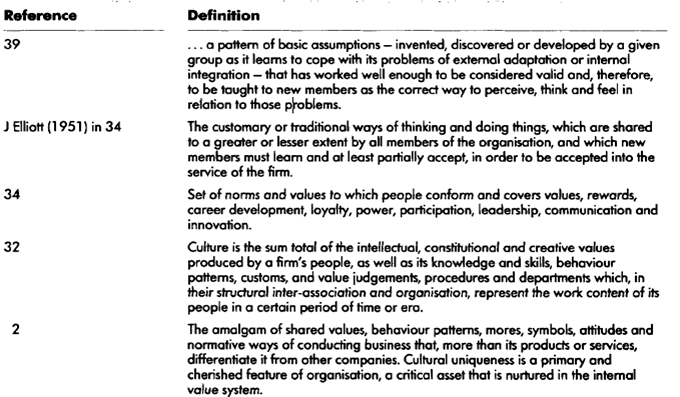 Reference Definition
39 ... a pattern of basic assumptions – invented, discovered or developed by a given
group as it learns to cope with its problems of external adaptation or internal
integration – that has worked well enough to be considered valid and, therefore,
to be taught to new members as the correct way to perceive, think and feel in
relation to those problems.
J Elliott (1951) in 34 The customary or traditional ways of thinking and doing things, which are shared
to a greater or lesser extent by all members of the organisation, and which new
members must learn and at least partially accept, in order to be accepted into the
service of the firm.
34 Set of norms and values to which people conform and covers values, rewards,
career development, loyalty, power, participation, leadership, communication and
innovation.
32 Culture is the sum total of the intellectual, constitutional and creative values
produced by a firm's people, as well as its knowledge and skills, behaviour
patterns, customs, and value judgements, procedures and departments which, in
their structural inter-association and organisation, represent the work content of its
people in a certain period of time or era.
2 The amalgam of shared values, behaviour patterns, mores, symbols, attitudes and
normative ways of conducting business that, more than its products or services,
differentiate it from other companies. Cultural uniqueness is a primary and
cherished feature of organisation, a critical asset that is nurtured in the internal
value system.